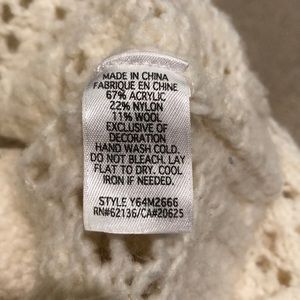 MADE IN CHINA
FABRIQUE EN CHINE
67% ACRYLIC
22% NYLON
11% WOOL
EXCLUSIVE OF
DECORATION
HAND WASH COLD.
DO NOT BLEACH. LAY
FLAT TO DRY. COOL
IRON IF NEEDED.
STYLE Y64M2666
RN#62136/CA#20625